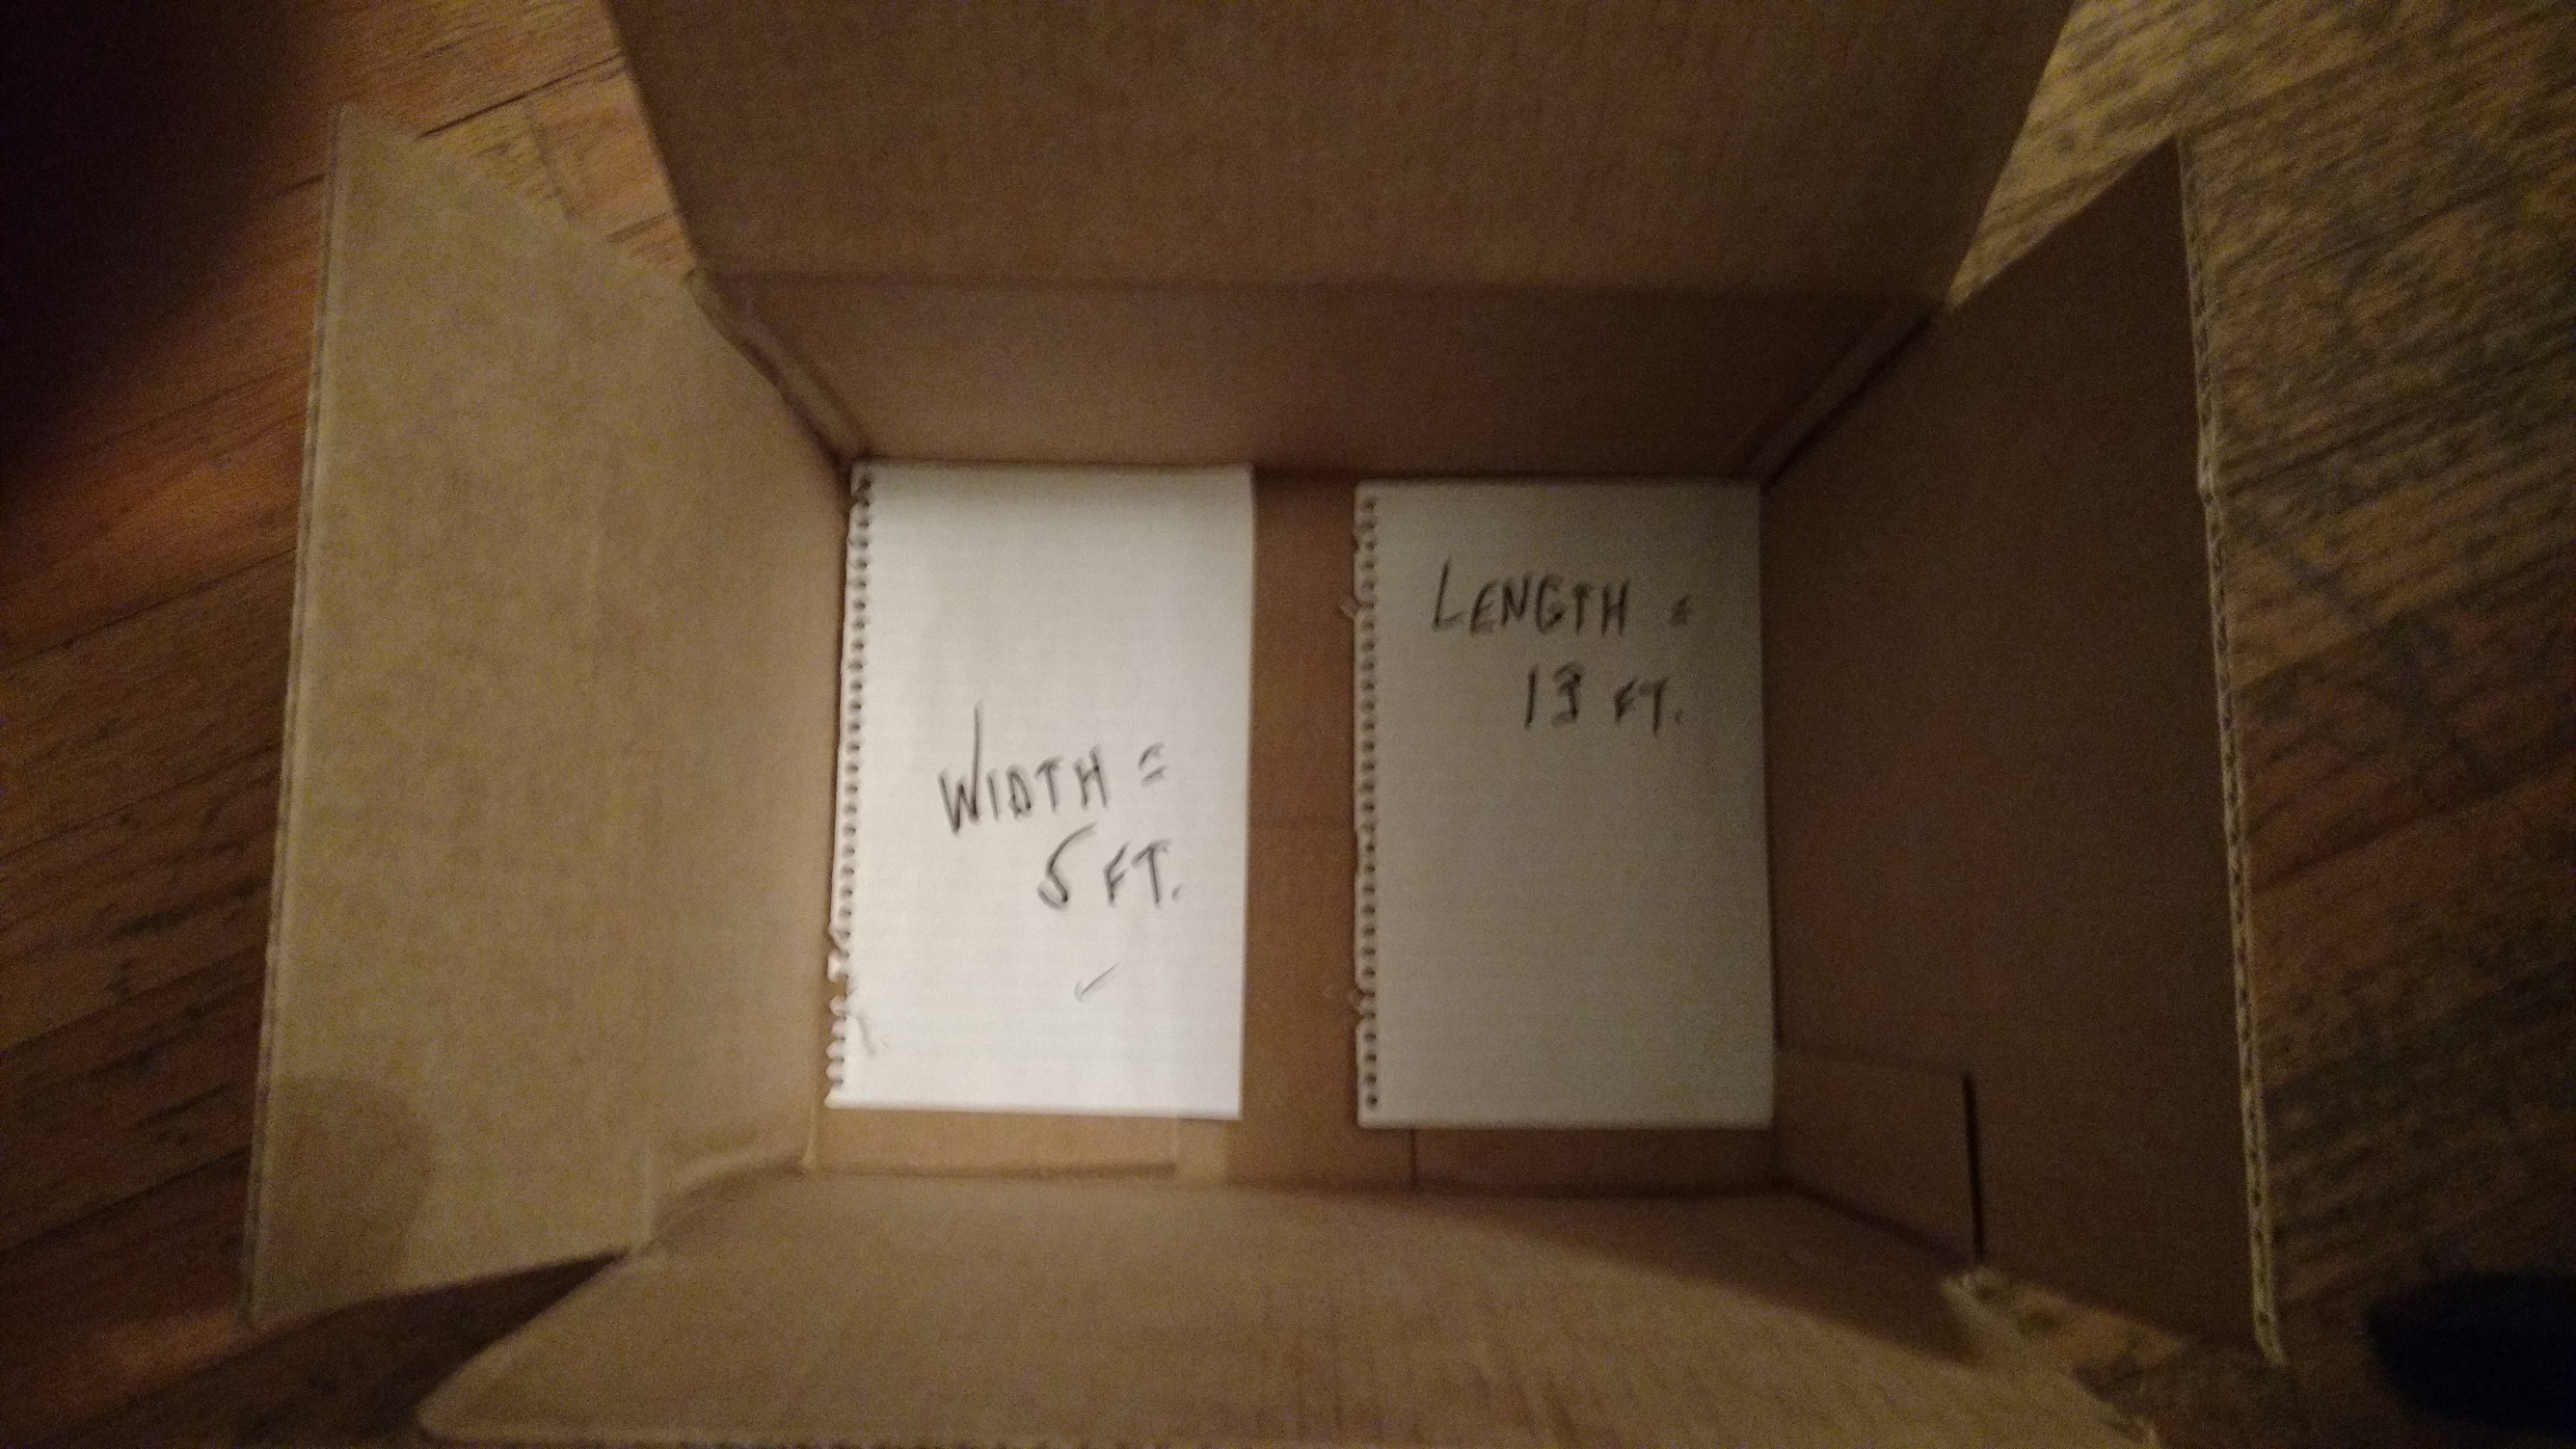 WIDTH =
5 FT.
LENGTH =
13 FT.